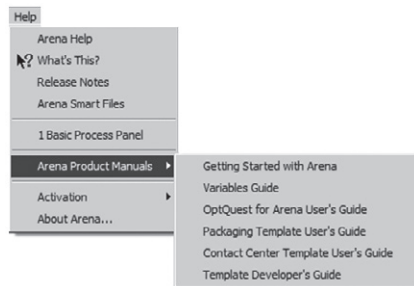 Help
Arena Help
What's This?
Release Notes
Arena Smart Files
1 Basic Process Panel
Arena Product Manuals
Activation
About Arena...
Getting Started with Arena
Variables Guide
OptQuest for Arena User's Guide
Packaging Template User's Guide
Contact Center Template User's Guide
Template Developer's Guide